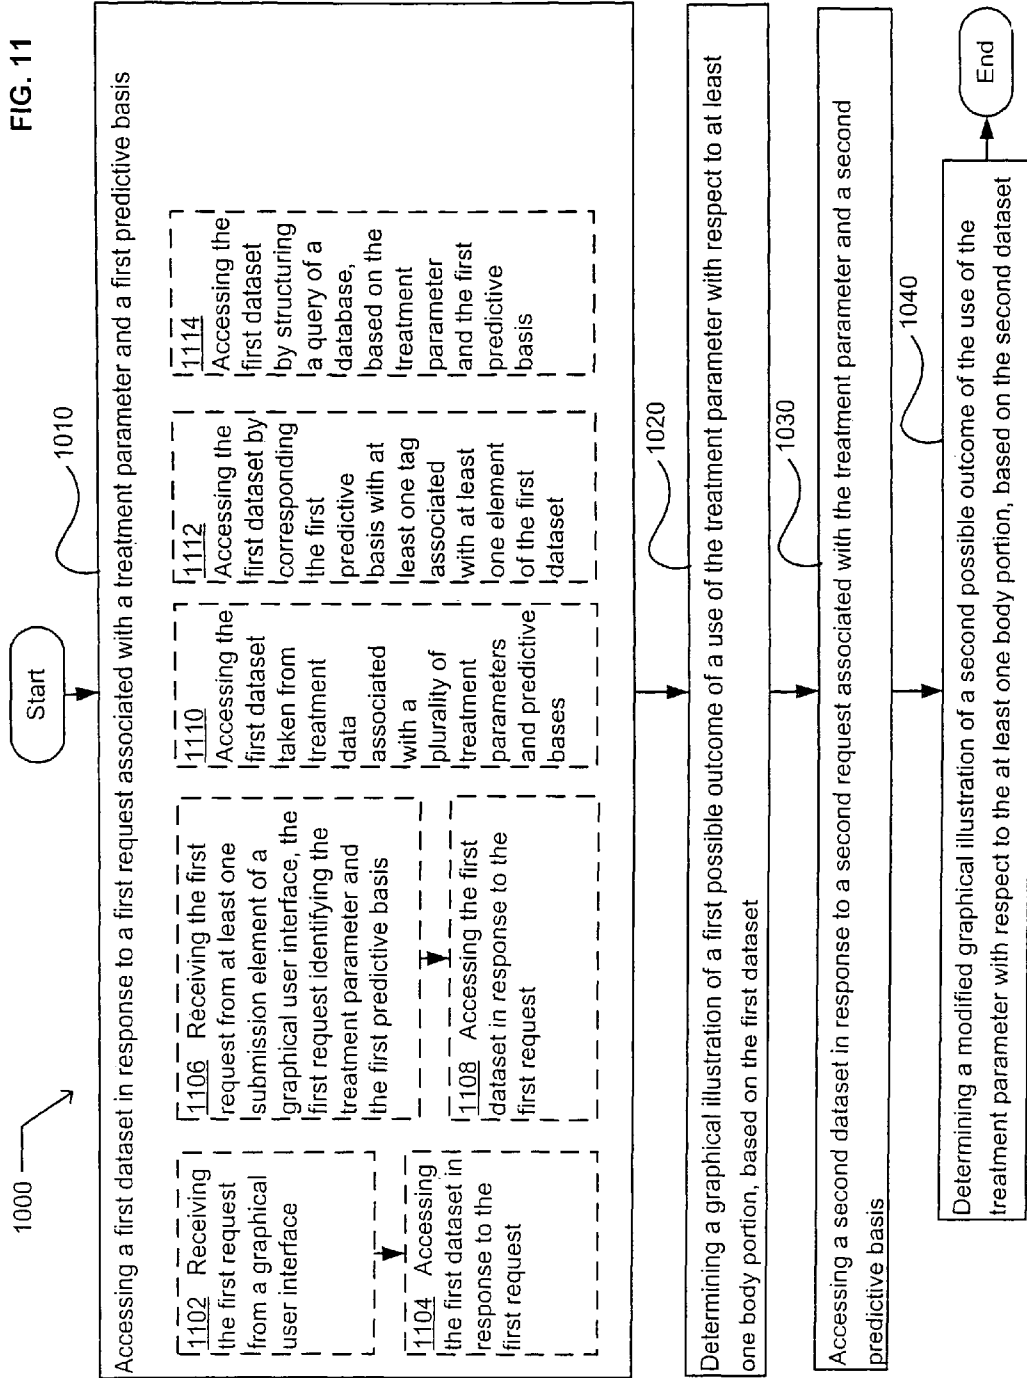 FIG. 11
1000
Start
1010
Accessing a first dataset in response to a first request associated with a treatment parameter and a first predictive basis
1102 Receiving
the first request
from a graphical
user interface
1104 Accessing
the first dataset in
response to the
first request
1106 Receiving the first
request from at least one
submission element of a
graphical user interface, the
first request identifying the
treatment parameter and
the first predictive basis
1108 Accessing the first
dataset in response to the
first request
1110
Accessing the
first dataset
taken from
treatment
data
associated
with a
plurality of
treatment
parameters
and predictive
bases
1112
Accessing the
first dataset by
corresponding
the first
predictive
basis with at
least one tag
associated
with at least
one element
of the first
dataset
1114
Accessing the
first dataset
by structuring
a query of a
database,
based on the
treatment
parameter
and the first
predictive
basis
1020
Determining a graphical illustration of a first possible outcome of a use of the treatment parameter with respect to at least
one body portion, based on the first dataset
1030
Accessing a second dataset in response to a second request associated with the treatment parameter and a second
predictive basis
1040
Determining a modified graphical illustration of a second possible outcome of the use of the
treatment parameter with respect to the at least one body portion, based on the second dataset
End